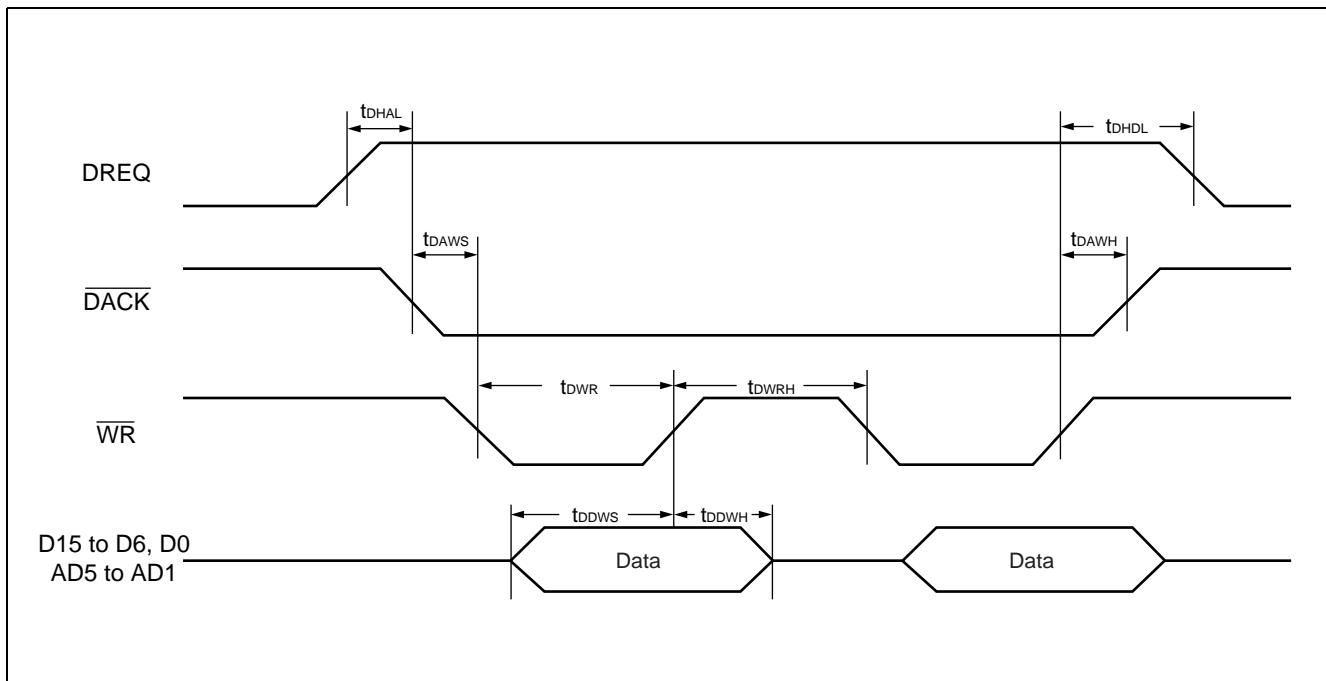 tDHAL
tDHDL
DREQ
tDAWS
tDAWH
DACK
tDWR
tDWRH
WR
tDDWS
tDDWH
D15 to D6, D0
AD5 to AD1
Data
Data